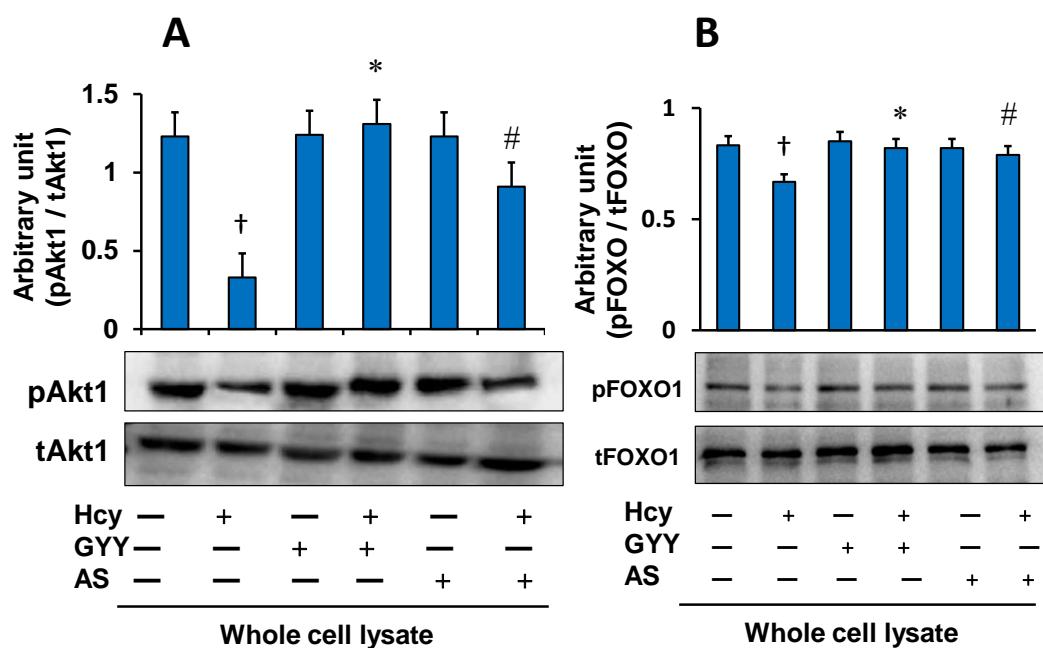 A
Arbitrary unit
(pAkt1 / tAkt1)
1.5
1
0.5
0
†
*
#
pAkt1
tAkt1
Hcy — + — + — +
GYY — — + + — —
AS — — — — + +
Whole cell lysate
B
Arbitrary unit
(pFOXO / tFOXO)
1
0.5
0
†
*
#
pFOXO1
tFOXO1
Hcy — + — + — +
GYY — — + + — —
AS — — — — + +
Whole cell lysate